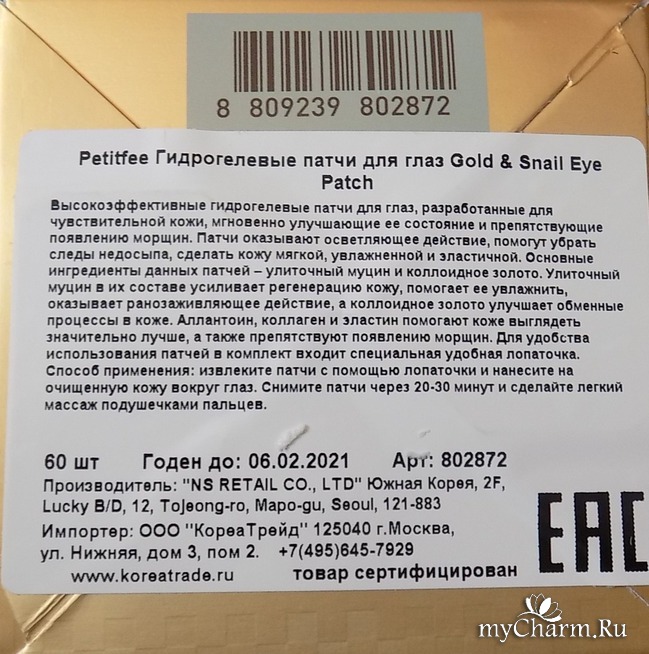 8 809239 802872
Petitfee Гидрогелевые патчи для глаз Gold & Snail Eye
Patch
Высокоэффективные гидрогелевые патчи для глаз, разработанные для
чувствительной кожи, мгновенно улучшающие ее состояние и препятствующие
появлению морщин. Патчи оказывают осветляющее действие, помогут убрать
следы недосыпа, сделать кожу мягкой, увлажненной и эластичной. Основные
ингредиенты данных патчей – улиточный муцин и коллоидное золото. Улиточный
муцин в их составе усиливает регенерацию кожу, помогает ее увлажнить,
оказывает ранозаживляющее действие, а коллоидное золото улучшает обменные
процессы в коже. Аллантоин, коллаген и эластин помогают коже выглядеть
значительно лучше, а также препятствуют появлению морщин. Для удобства
использования патчей в комплект входит специальная удобная лопаточка.
Способ применения: извлеките патчи с помощью лопаточки и нанесите на
очищенную кожу вокруг глаз. Снимите патчи через 20-30 минут и сделайте легкий
массаж подушечками пальцев.
60 шт Годен до: 06.02.2021 Арт: 802872
Производитель: "NS RETAIL CO., LTD" Южная Корея, 2F,
Lucky B/D, 12, Tojeong-ro, Mapo-gu, Seoul, 121-883
Импортер: ООО "КореаТрейд" 125040 г.Москва,
ул. Нижняя, дом 3, пом 2. +7(495)645-7929
www.koreatrade.ru товар сертифицирован
EAC
myCharm.Ru